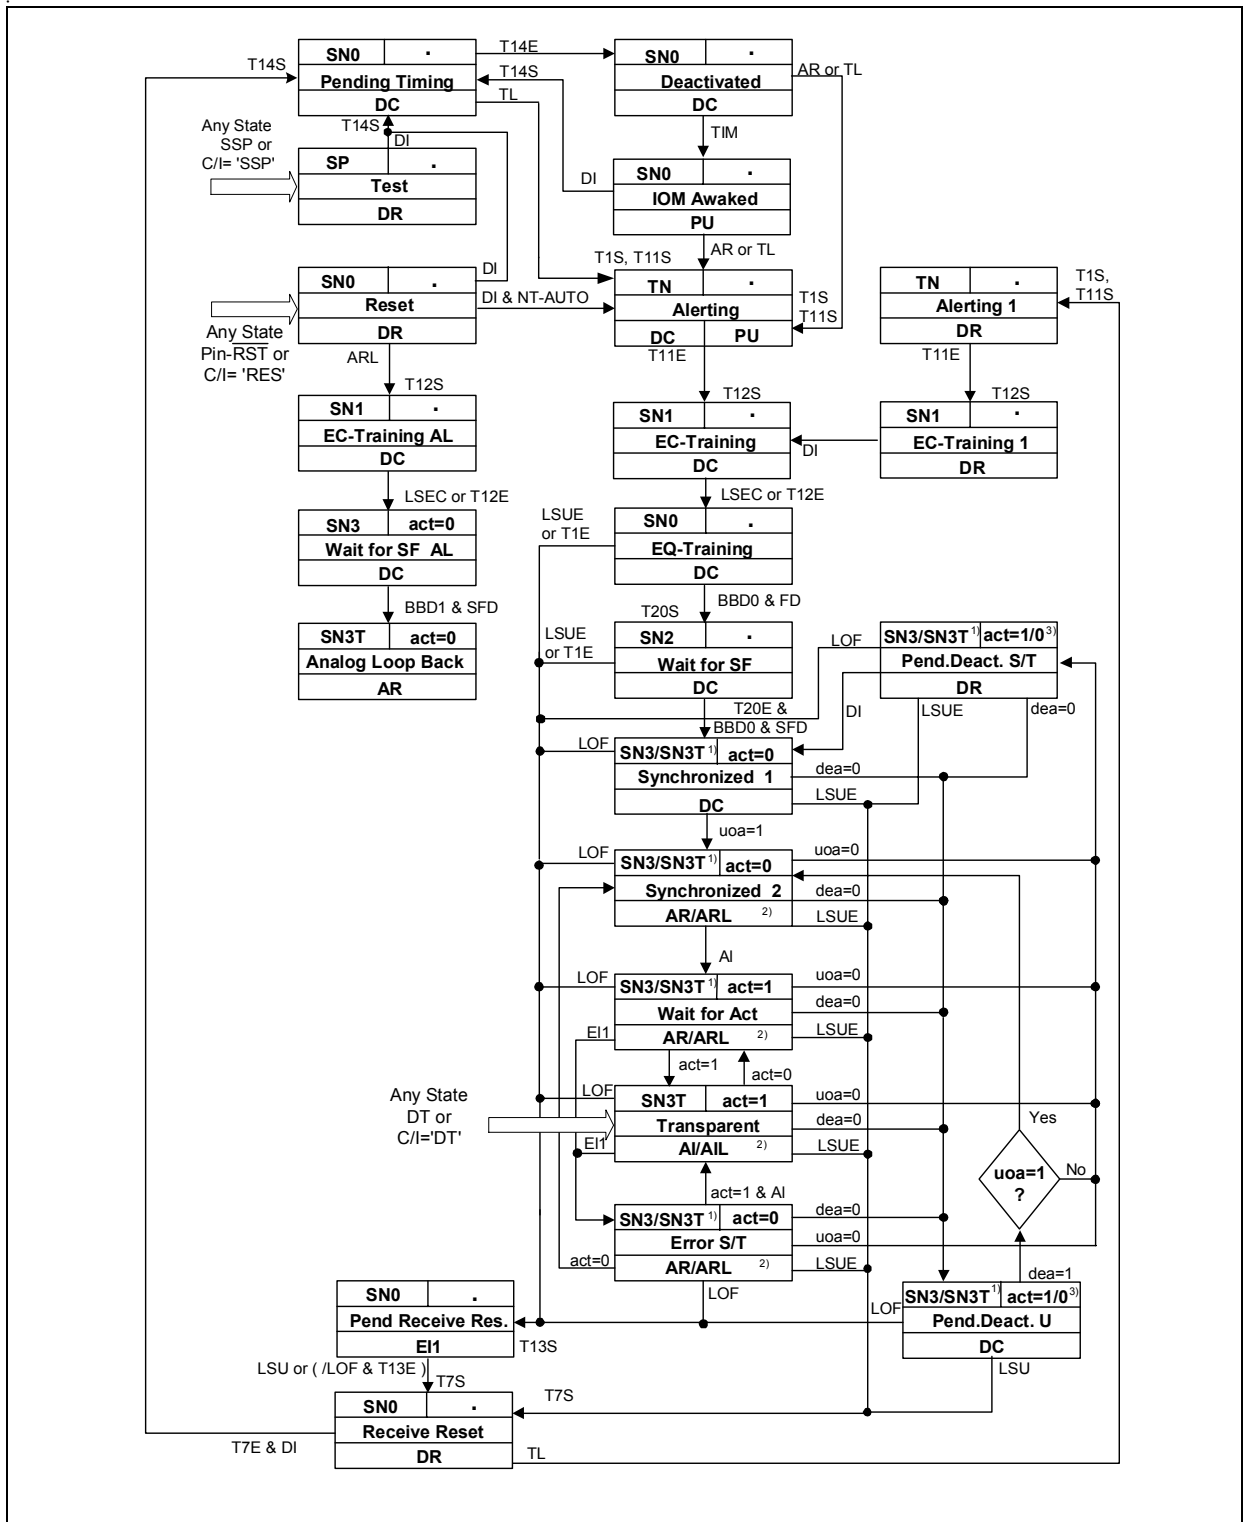 SN0 .
Pending Timing
DC
T14S
T14E
T14S
TL
SN0 .
Deactivated
DC
AR or TL
T14S
DI
TIM
Any State
SSP or
C/I= 'SSP'
SP .
Test
DR
DI
SN0 .
IOM Awaked
PU
AR or TL
T1S, T11S
SN0 .
Reset
DR
DI
DI & NT-AUTO
Any State
Pin-RST or
C/I= 'RES'
TN .
Alerting
DC PU
T1S
T11S
TN .
Alerting 1
DR
T1S,
T11S
ARL
T12S
T11E
T12S
T11E
T12S
SN1 .
EC-Training AL
DC
SN1 .
EC-Training
DC
DI
SN1 .
EC-Training 1
DR
LSEC or T12E
LSEC or T12E
SN3 act=0
Wait for SF AL
DC
LSUE
or T1E
SN0 .
EQ-Training
DC
BBD1 & SFD
BBD0 & FD
T20S
SN3T act=0
Analog Loop Back
AR
LSUE
or T1E
SN2 .
Wait for SF
DC
LOF
SN3/SN3T 1) act=1/0 3)
Pend.Deact. S/T
DR
T20E &
BBD0 & SFD
DI
LSUE
dea=0
LOF
SN3/SN3T 1) act=0
Synchronized 1
DC
dea=0
LSUE
uoa=1
LOF
SN3/SN3T 1) act=0
Synchronized 2
AR/ARL 2)
uoa=0
dea=0
LSUE
AI
LOF
SN3/SN3T 1) act=1
Wait for Act
AR/ARL 2)
uoa=0
dea=0
LSUE
EI1
act=1
act=0
Any State
DT or
C/I='DT'
LOF
SN3T act=1
Transparent
AI/AIL 2)
uoa=0
dea=0
LSUE
EI1
Yes
uoa=1
?
No
act=1 & AI
SN3/SN3T 1) act=0
Error S/T
AR/ARL 2)
dea=0
uoa=0
LSUE
act=0
LOF
dea=1
SN0 .
Pend Receive Res.
EI1
T13S
LOF
SN3/SN3T 1) act=1/0 3)
Pend.Deact. U
DC
LSU
LSU or ( /LOF & T13E )
T7S
T7S
SN0 .
Receive Reset
DR
T7E & DI
TL